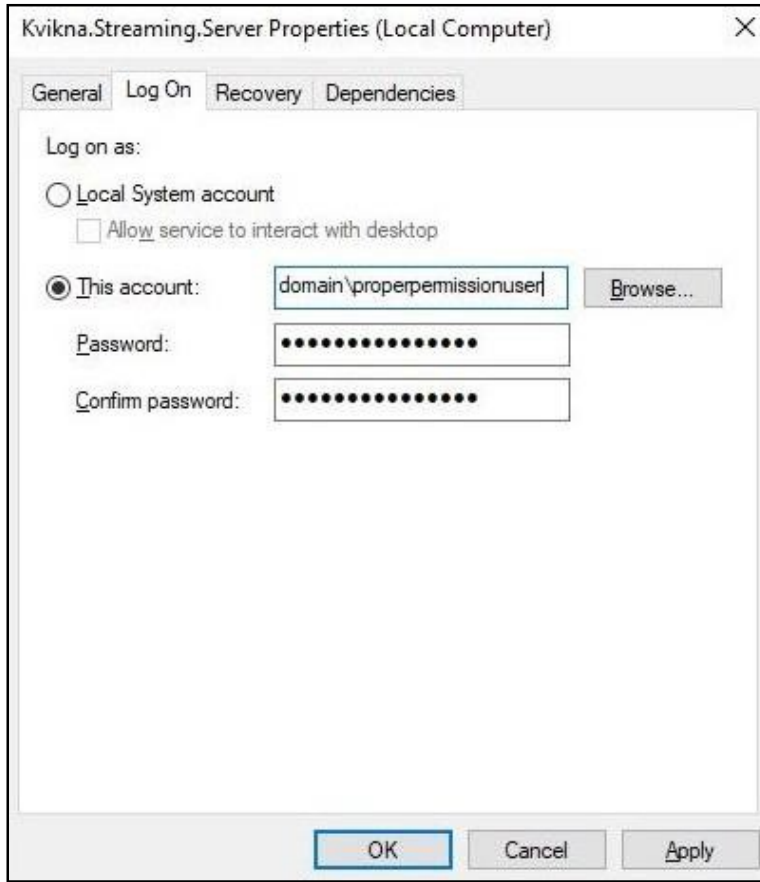 Kvikna.Streaming.Server Properties (Local Computer)
General Log On Recovery Dependencies
Log on as:
Local System account
Allow service to interact with desktop
This account: domain\properpermissionuser Browse...
Password: ●●●●●●●●●●●●●●●
Confirm password: ●●●●●●●●●●●●●●●
OK Cancel Apply